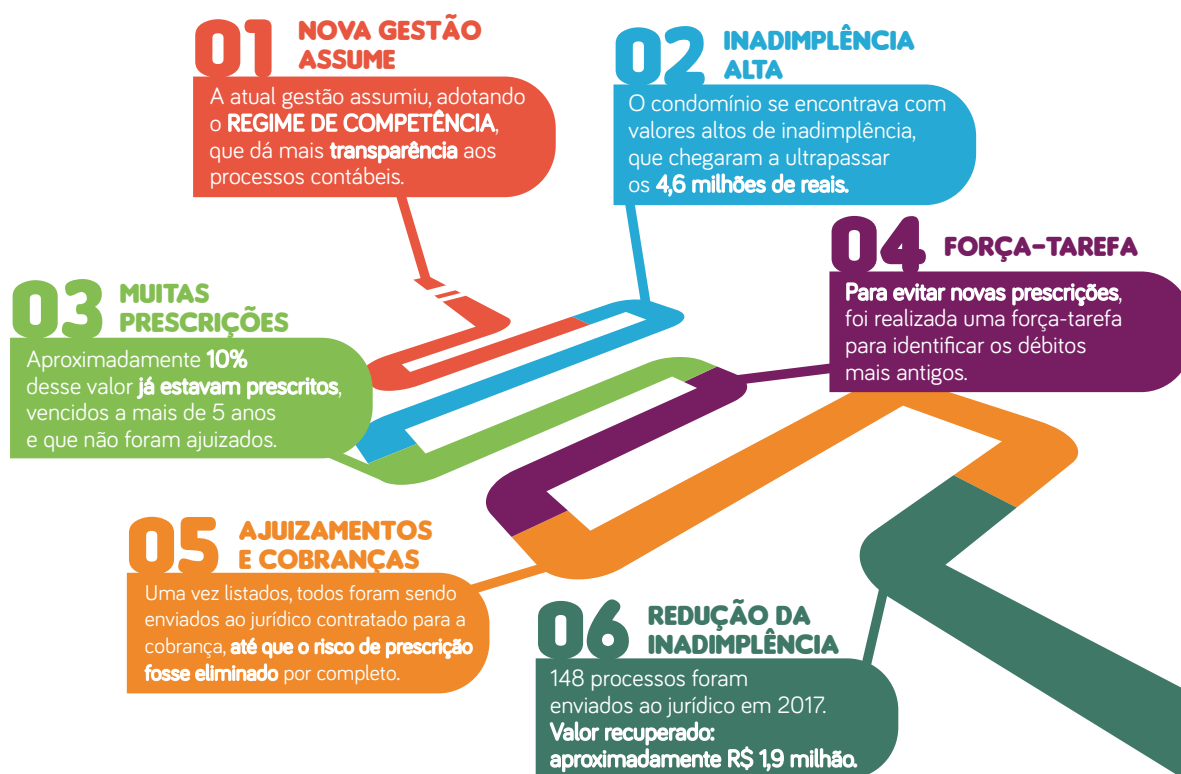 01
NOVA GESTÃO
ASSUME
A atual gestão assumiu, adotando
o REGIME DE COMPETÊNCIA,
que dá mais transparência aos
processos contábeis.
02
INADIMPLÊNCIA
ALTA
O condomínio se encontrava com
valores altos de inadimplência,
que chegaram a ultrapassar
os 4,6 milhões de reais.
03
MUITAS
PRESCRIÇÕES
Aproximadamente 10%
desse valor já estavam prescritos,
vencidos a mais de 5 anos
e que não foram ajuizados.
04
FORÇA-TAREFA
Para evitar novas prescrições,
foi realizada uma força-tarefa
para identificar os débitos
mais antigos.
05
AJUIZAMENTOS
E COBRANÇAS
Uma vez listados, todos foram sendo
enviados ao jurídico contratado para a
cobrança, até que o risco de prescrição
fosse eliminado por completo.
06
REDUÇÃO DA
INADIMPLÊNCIA
148 processos foram
enviados ao jurídico em 2017.
Valor recuperado:
aproximadamente R$ 1,9 milhão.